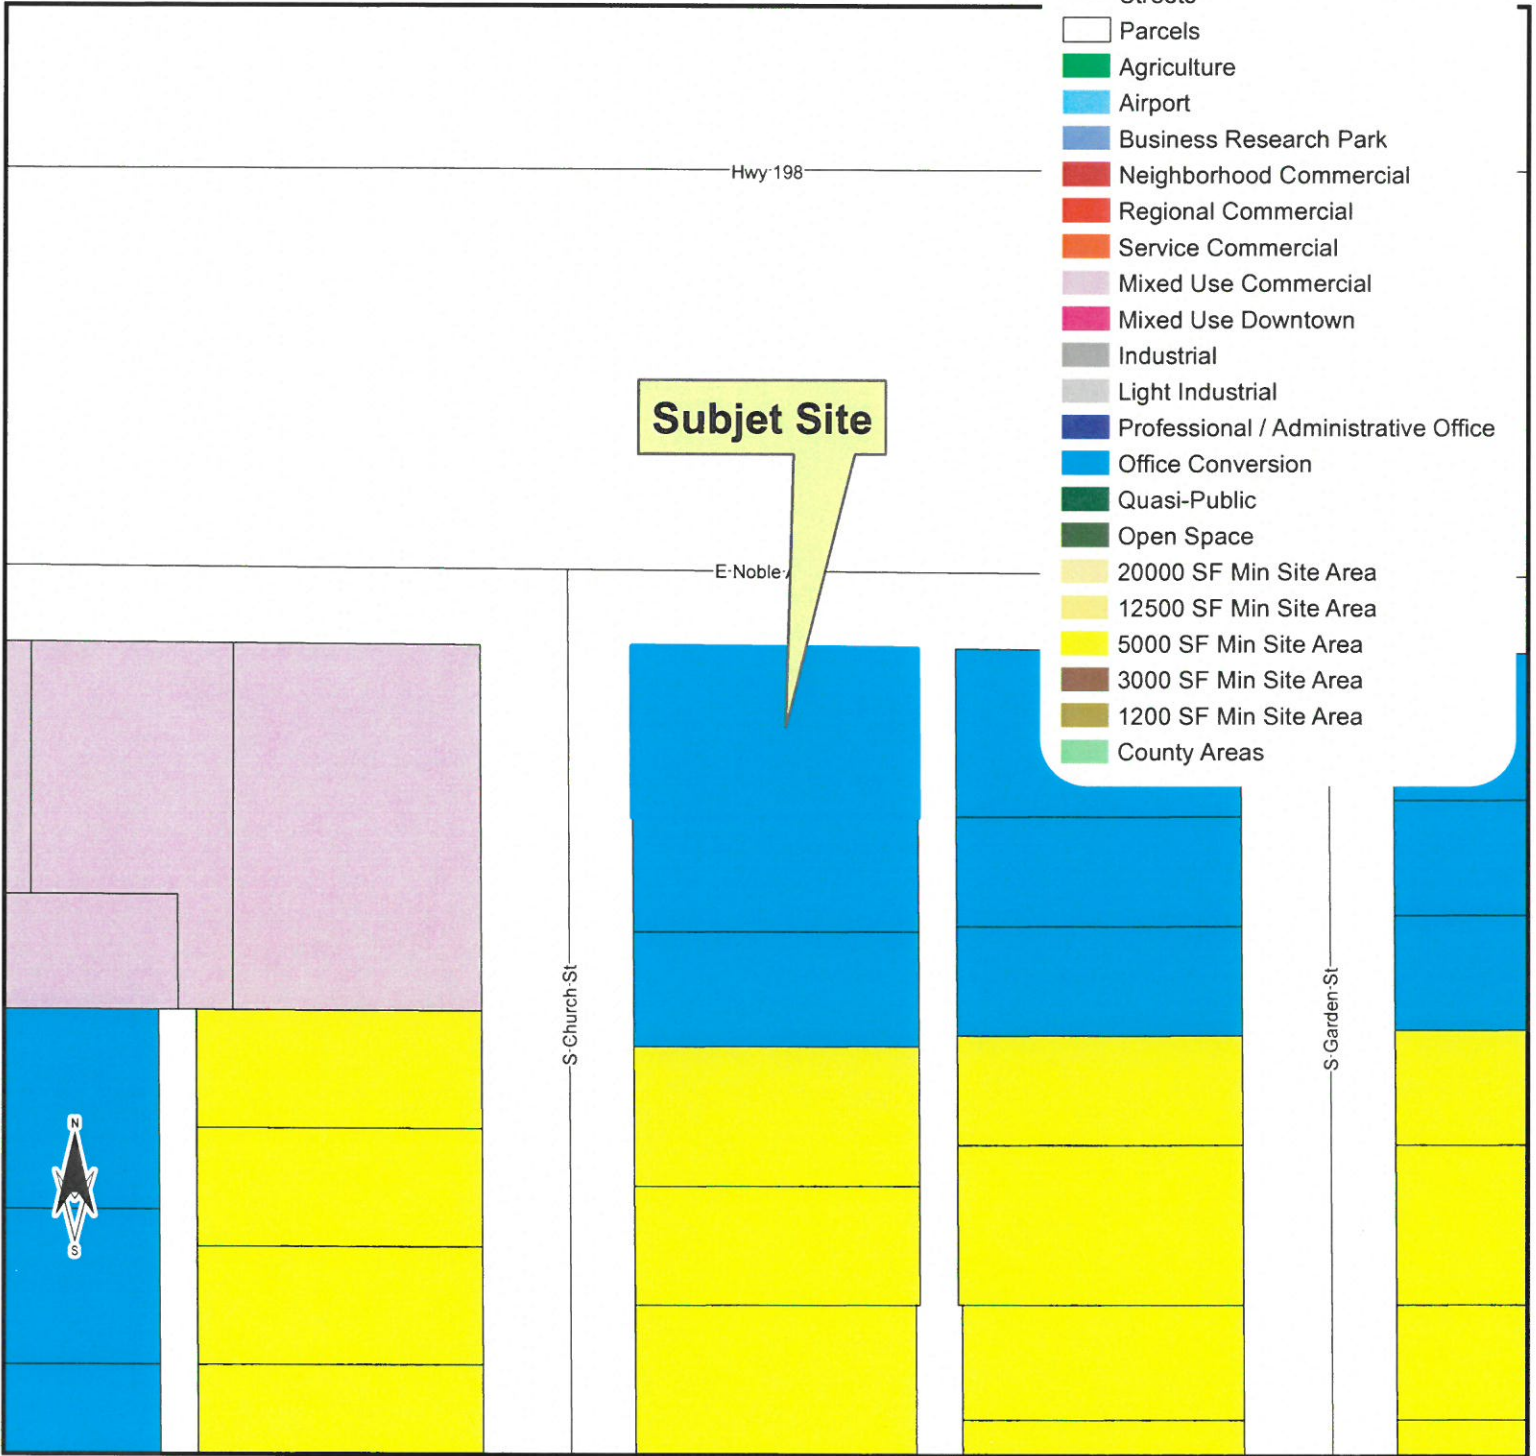 Streets
Parcels
Agriculture
Airport
Business Research Park
Hwy 198
Neighborhood Commercial
Regional Commercial
Service Commercial
Mixed Use Commercial
Mixed Use Downtown
Industrial
Light Industrial
Subjet Site
Professional / Administrative Office
Office Conversion
Quasi-Public
Open Space
E Noble A
20000 SF Min Site Area
12500 SF Min Site Area
5000 SF Min Site Area
3000 SF Min Site Area
1200 SF Min Site Area
County Areas
S Church St
S Garden St
N
S